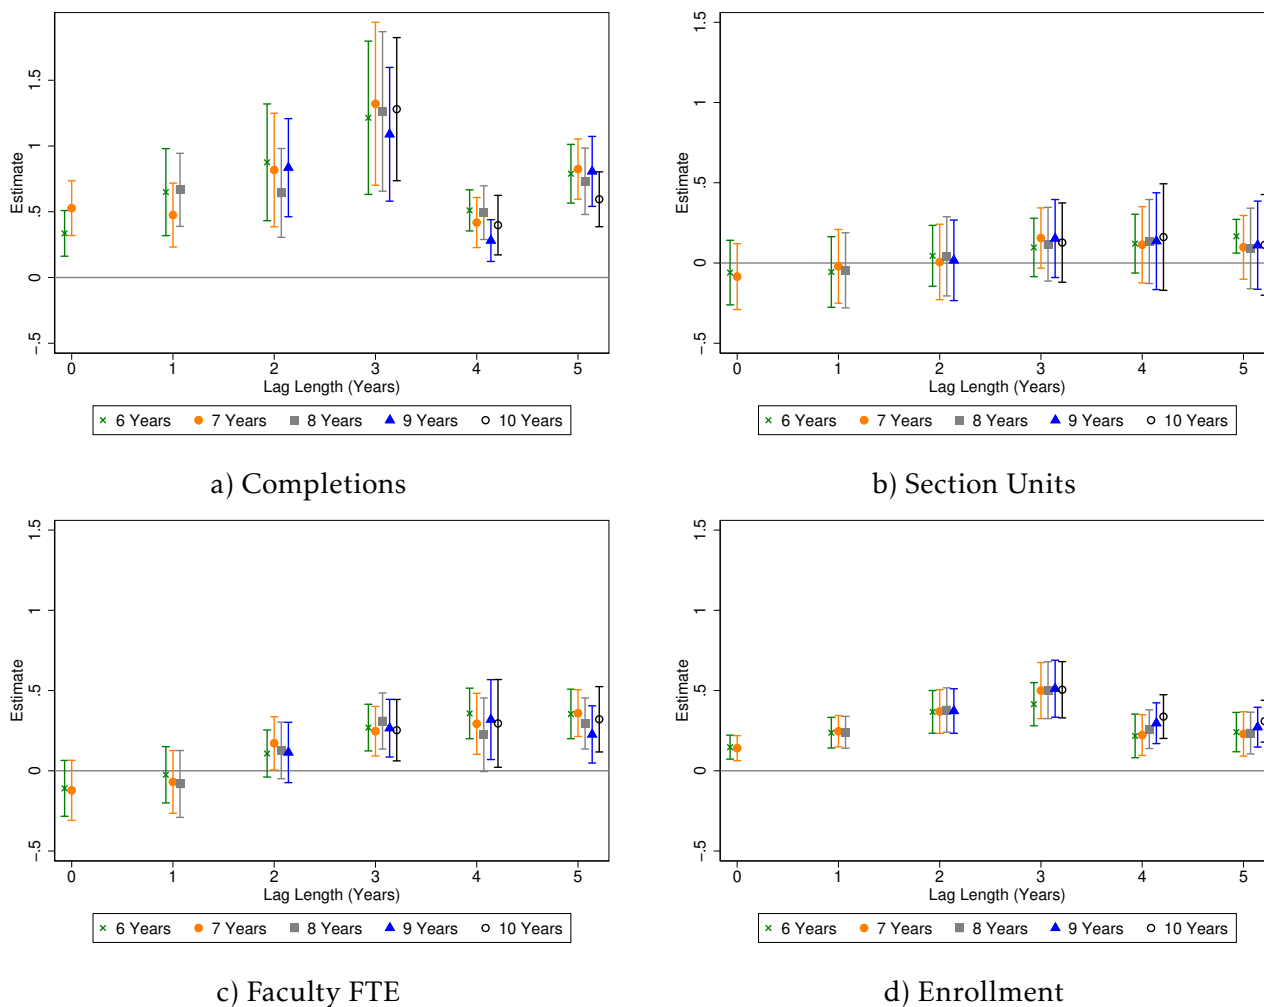 Estimate
-.5 0 .5 1 1.5
0 1 2 3 4 5
Lag Length (Years)
6 Years 7 Years 8 Years 9 Years 10 Years
a) Completions
Estimate
-.5 0 .5 1 1.5
0 1 2 3 4 5
Lag Length (Years)
6 Years 7 Years 8 Years 9 Years 10 Years
b) Section Units
Estimate
-.5 0 .5 1 1.5
0 1 2 3 4 5
Lag Length (Years)
6 Years 7 Years 8 Years 9 Years 10 Years
c) Faculty FTE
Estimate
-.5 0 .5 1 1.5
0 1 2 3 4 5
Lag Length (Years)
6 Years 7 Years 8 Years 9 Years 10 Years
d) Enrollment